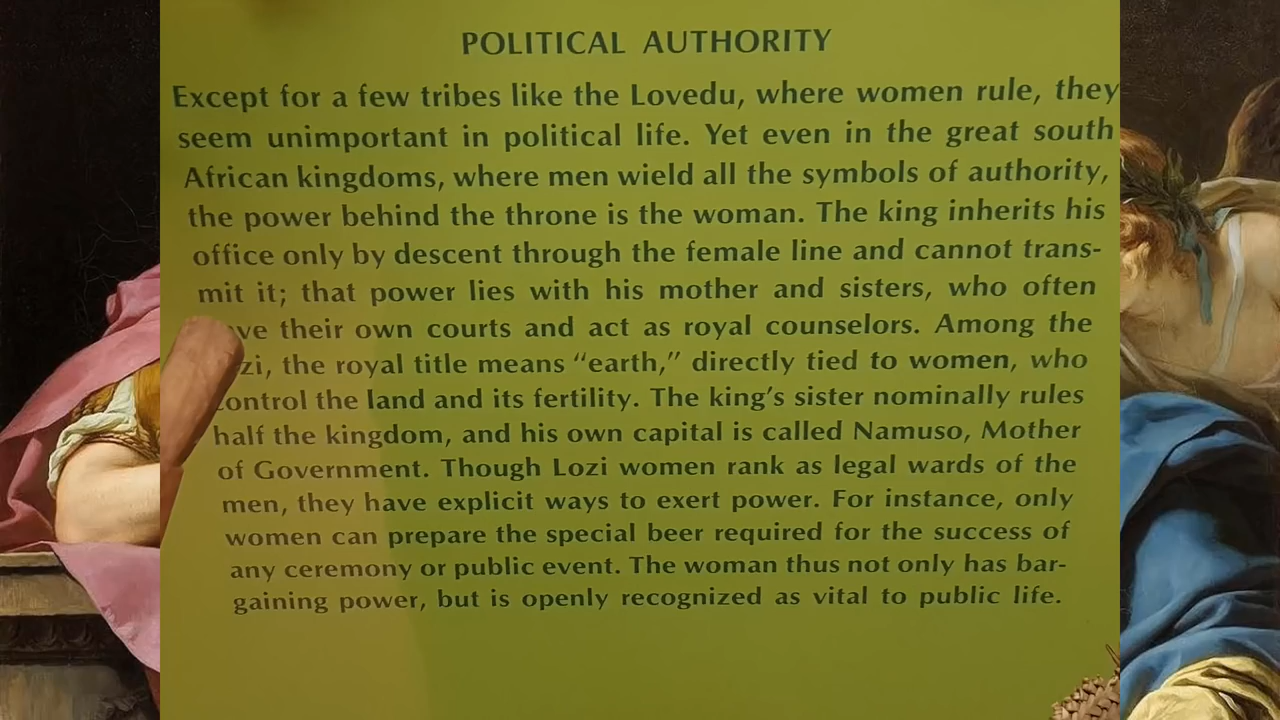 POLITICAL AUTHORITY
Except for a few tribes like the Lovedu, where women rule, they
seem unimportant in political life. Yet even in the great south
African kingdoms, where men wield all the symbols of authority,
the power behind the throne is the woman. The king inherits his
office only by descent through the female line and cannot trans-
mit it; that power lies with his mother and sisters, who often
their own courts and act as royal counselors. Among the
the royal title means “earth,” directly tied to women, who
control the land and its fertility. The king’s sister nominally rules
half the kingdom, and his own capital is called Namuso, Mother
of Government. Though Lozi women rank as legal wards of the
men, they have explicit ways to exert power. For instance, only
women can prepare the special beer required for the success of
any ceremony or public event. The woman thus not only has bar-
gaining power, but is openly recognized as vital to public life.